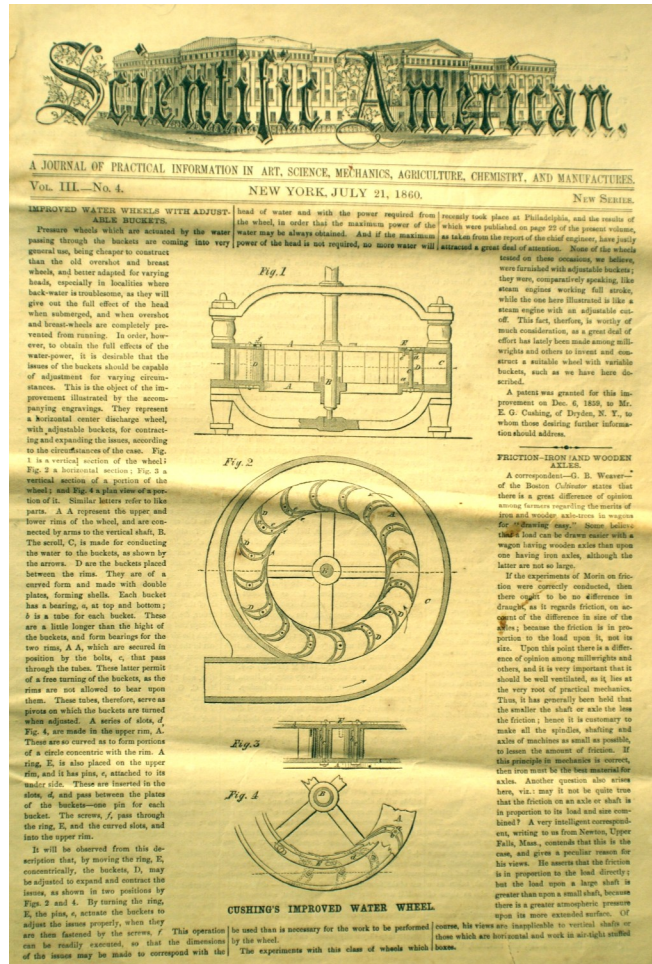 Scientific American.
A JOURNAL OF PRACTICAL INFORMATION IN ART, SCIENCE, MECHANICS, AGRICULTURE, CHEMISTRY, AND MANUFACTURES.
VOL. III.—No. 4.
NEW YORK, JULY 21, 1860.
NEW SERIES.
IMPROVED WATER WHEELS WITH ADJUST-
ABLE BUCKETS.
Pressure wheels which are actuated by the water
passing through the buckets are coming into very
general use, being cheaper to construct
than the old overshot and breast
wheels, and better adapted for varying
heads, especially in localities where
back-water is troublesome, as they will
give out the full effect of the head
when submerged, and when overshot
and breast-wheels are completely pre-
vented from running. In order, how-
ever, to obtain the full effects of the
water-power, it is desirable that the
issues of the buckets should be capable
of adjustment for varying circum-
stances. This is the object of the im-
provement illustrated by the accom-
panying engravings. They represent
a horizontal center discharge wheel,
with adjustable buckets, for contract-
ing and expanding the issues, according
to the circumstances of the case. Fig.
1 is a vertical section of the wheel;
Fig. 2 a horizontal section; Fig. 3 a
vertical section of a portion of the
wheel; and Fig. 4 a plan view of a por-
tion of it. Similar letters refer to like
parts. A A represent the upper and
lower rims of the wheel, and are con-
nected by arms to the vertical shaft, B.
The scroll, C, is made for conducting
the water to the buckets, as shown by
the arrows. D are the buckets placed
between the rims. They are of a
curved form and made with double
plates, forming shells. Each bucket
has a bearing, a, at top and bottom;
b is a tube for each bucket. These
are a little longer than the hight of
the buckets, and form bearings for the
two rims, A A, which are secured in
position by the bolts, c, that pass
through the tubes. These latter permit
of a free turning of the buckets, as the
rims are not allowed to bear upon
them. These tubes, therefore, serve as
pivots on which the buckets are turned
when adjusted. A series of slots, d,
Fig. 4, are made in the upper rim, A.
These are so curved as to form portions
of a circle concentric with the rim. A
ring, E, is also placed on the upper
rim, and it has pins, e, attached to its
under side. These are inserted in the
slots, d, and pass between the plates
of the buckets—one pin for each
bucket. The screws, f, pass through
the ring, E, and the curved slots, and
into the upper rim.
It will be observed from this de-
scription that, by moving the ring, E,
concentrically, the buckets, D, may
be adjusted to expand and contract the
issues, as shown in two positions by
Figs. 2 and 4. By turning the ring,
E, the pins, e, actuate the buckets to
adjust the issues properly, when they
are then fastened by the screws, f. This operation
can be readily executed, so that the dimensions
of the issues may be made to correspond with the
head of water and with the power required from
the wheel, in order that the maximum power of the
water may be always obtained. And if the maximum
power of the head is not required, no more water will
Fig. 1
Fig. 2
Fig. 3
Fig. 4
CUSHING'S IMPROVED WATER WHEEL.
be used than is necessary for the work to be performed
by the wheel.
The experiments with this class of wheels which
recently took place at Philadelphia, and the results of
which were published on page 22 of the present volume,
as taken from the report of the chief engineer, have justly
attracted a great deal of attention. None of the wheels
tested on these occasions, we believe,
were furnished with adjustable buckets;
they were, comparatively speaking, like
steam engines working full stroke,
while the one here illustrated is like a
steam engine with an adjustable cut-
off. This fact, therfore, is worthy of
much consideration, as a great deal of
effort has lately been made among mill-
wrights and others to invent and con-
struct a suitable wheel with variable
buckets, such as we have here de-
scribed.
A patent was granted for this im-
provement on Dec. 6, 1859, to Mr.
E. G. Cushing, of Dryden, N. Y., to
whom those desiring further informa-
tion should address.
FRICTION—IRON AND WOODEN
AXLES.
A correspondent—G. B. Weaver—
of the Boston Cultivator states that
there is a great difference of opinion
among farmers regarding the merits of
iron and wooden axle-trees in wagons
for "drawing easy." Some believe
that a load can be drawn easier with a
wagon having wooden axles than upon
one having iron axles, although the
latter are not so large.
If the experiments of Morin on fric-
tion were correctly conducted, then
there ought to be no difference in
draught, as it regards friction, on ac-
count of the difference in size of the
axles; because the friction is in pro-
portion to the load upon it, not its
size. Upon this point there is a differ-
ence of opinion among millwrights and
others, and it is very important that it
should be well ventilated, as it lies at
the very root of practical mechanics.
Thus, it has generally been held that
the smaller the shaft or axle the less
the friction; hence it is customary to
make all the spindles, shafting and
axles of machines as small as possible,
to lessen the amount of friction. If
this principle in mechanics is correct,
then iron must be the best material for
axles. Another question also arises
here, viz.: may it not be quite true
that the friction on an axle or shaft is
in proportion to its load and size com-
bined? A very intelligent correspond-
ent, writing to us from Newton, Upper
Falls, Mass., contends that this is the
case, and gives a peculiar reason for
his views. He asserts that the friction
is in proportion to the load directly;
but the load upon a large shaft is
greater than upon a small shaft, because
there is a greater atmospheric pressure
upon its more extended surface. Of
course, his views are inapplicable to vertical shafts or
those which are horizontal and work in air-tight stuffed
boxes.